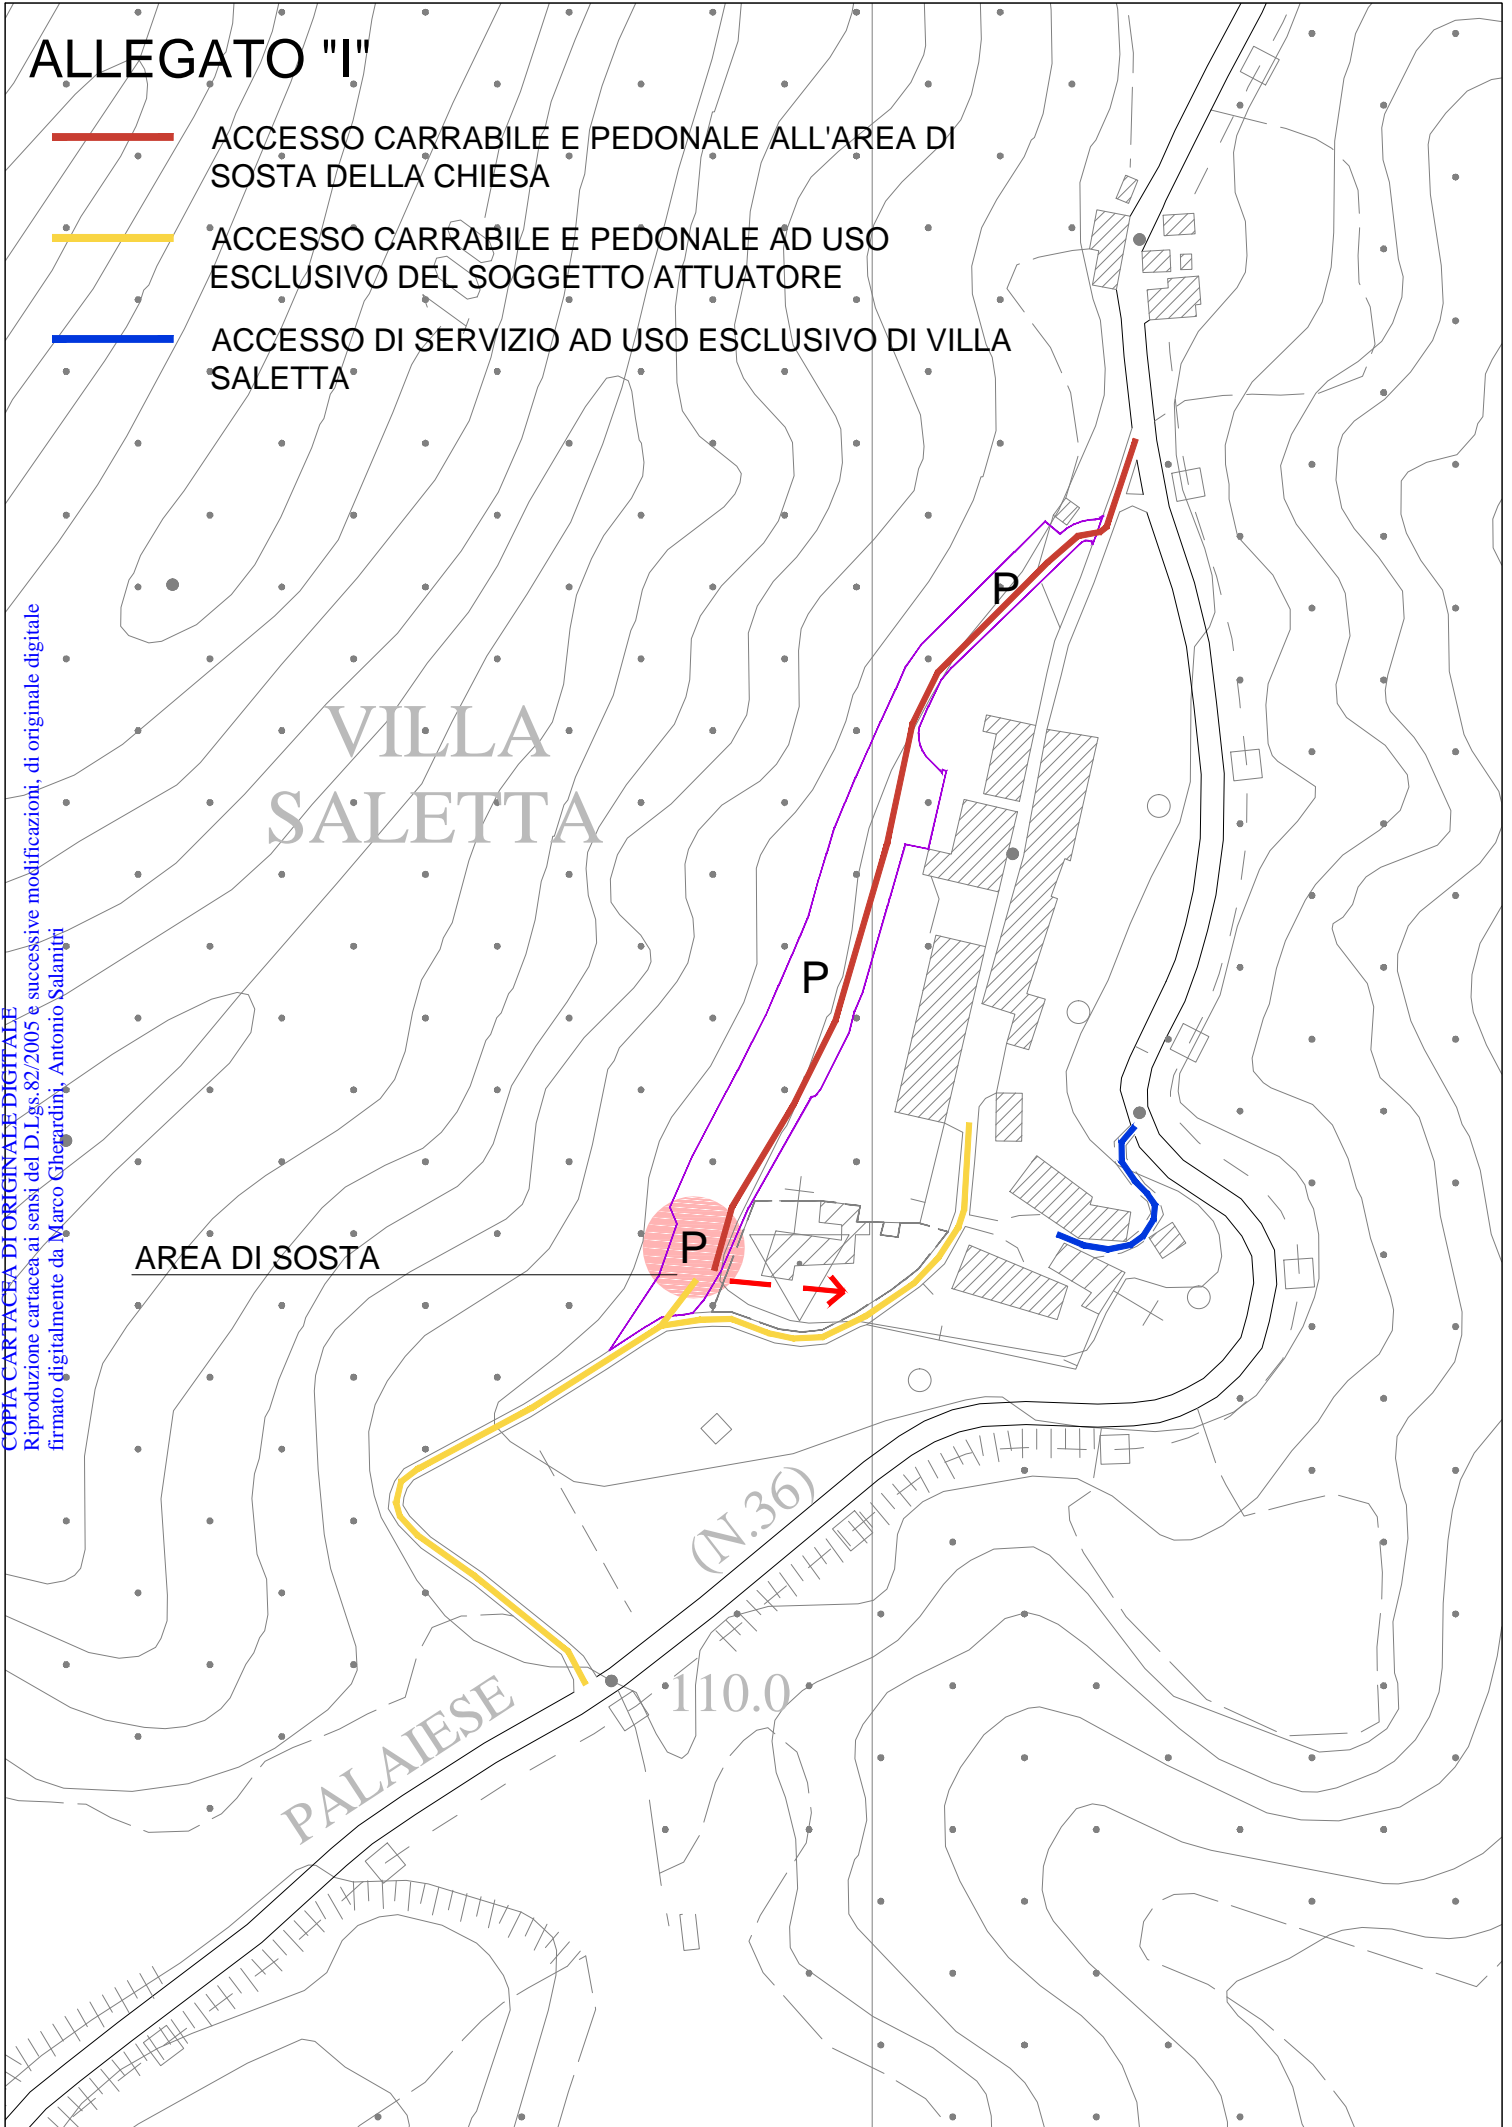 ALLEGATO "I"
ACCESSO CARRABILE E PEDONALE ALL'AREA DI
SOSTA DELLA CHIESA
ACCESSO CARRABILE E PEDONALE AD USO
ESCLUSIVO DEL SOGGETTO ATTUATORE
ACCESSO DI SERVIZIO AD USO ESCLUSIVO DI VILLA
SALETTA
P
VILLA
SALETTA
P
P
AREA DI SOSTA
(N.36)
110.0
PALAIESE
COPIA CARTACEA DI ORIGINALE DIGITALE
Riproduzione cartacea ai sensi del D.Lgs.82/2005 e successive modificazioni, di originale digitale
firmato digitalmente da Marco Gherardini, Antonio Salanitri